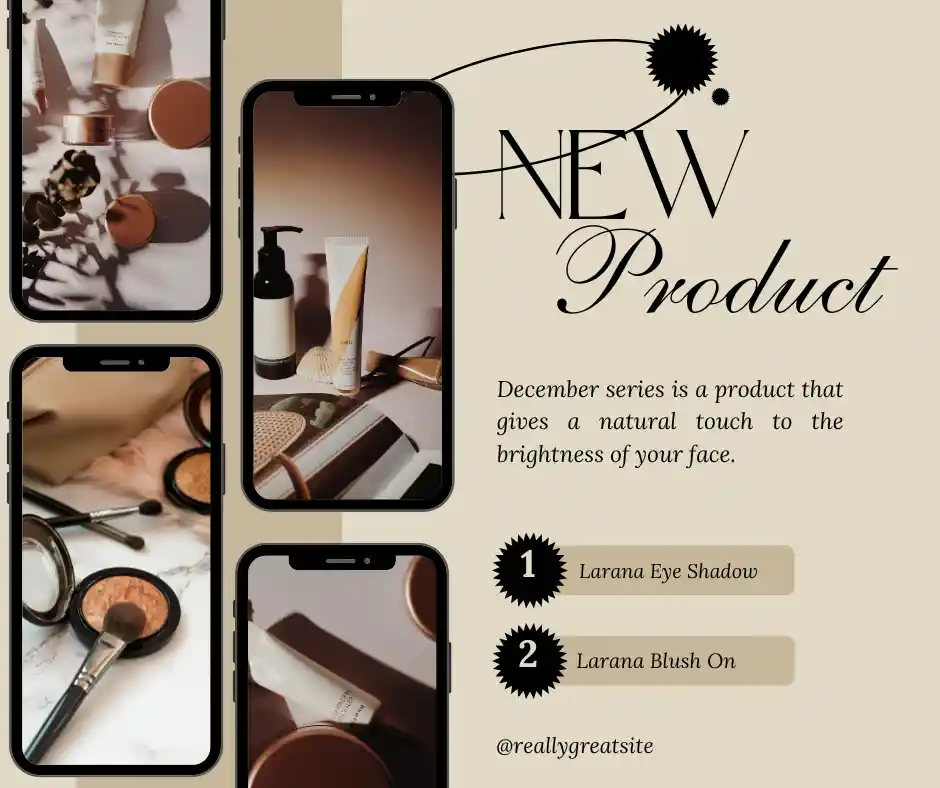 NEW
Product
December series is a product that
gives a natural touch to the
brightness of your face.
1 Larana Eye Shadow
2 Larana Blush On
@reallygreatsite